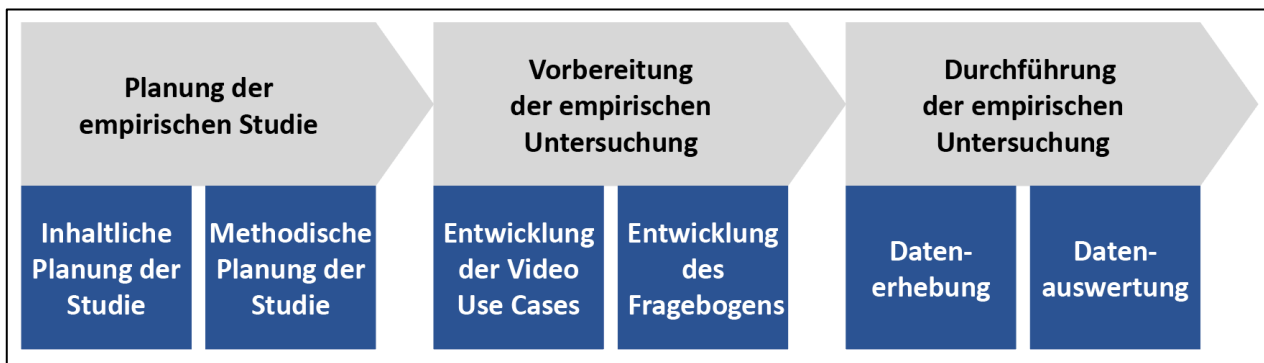 Planung der
empirischen Studie
Vorbereitung
der empirischen
Untersuchung
Durchführung
der empirischen
Untersuchung
Inhaltliche
Planung der
Studie
Methodische
Planung der
Studie
Entwicklung
der Video
Use Cases
Entwicklung
des
Fragebogens
Daten-
erhebung
Daten-
auswertung